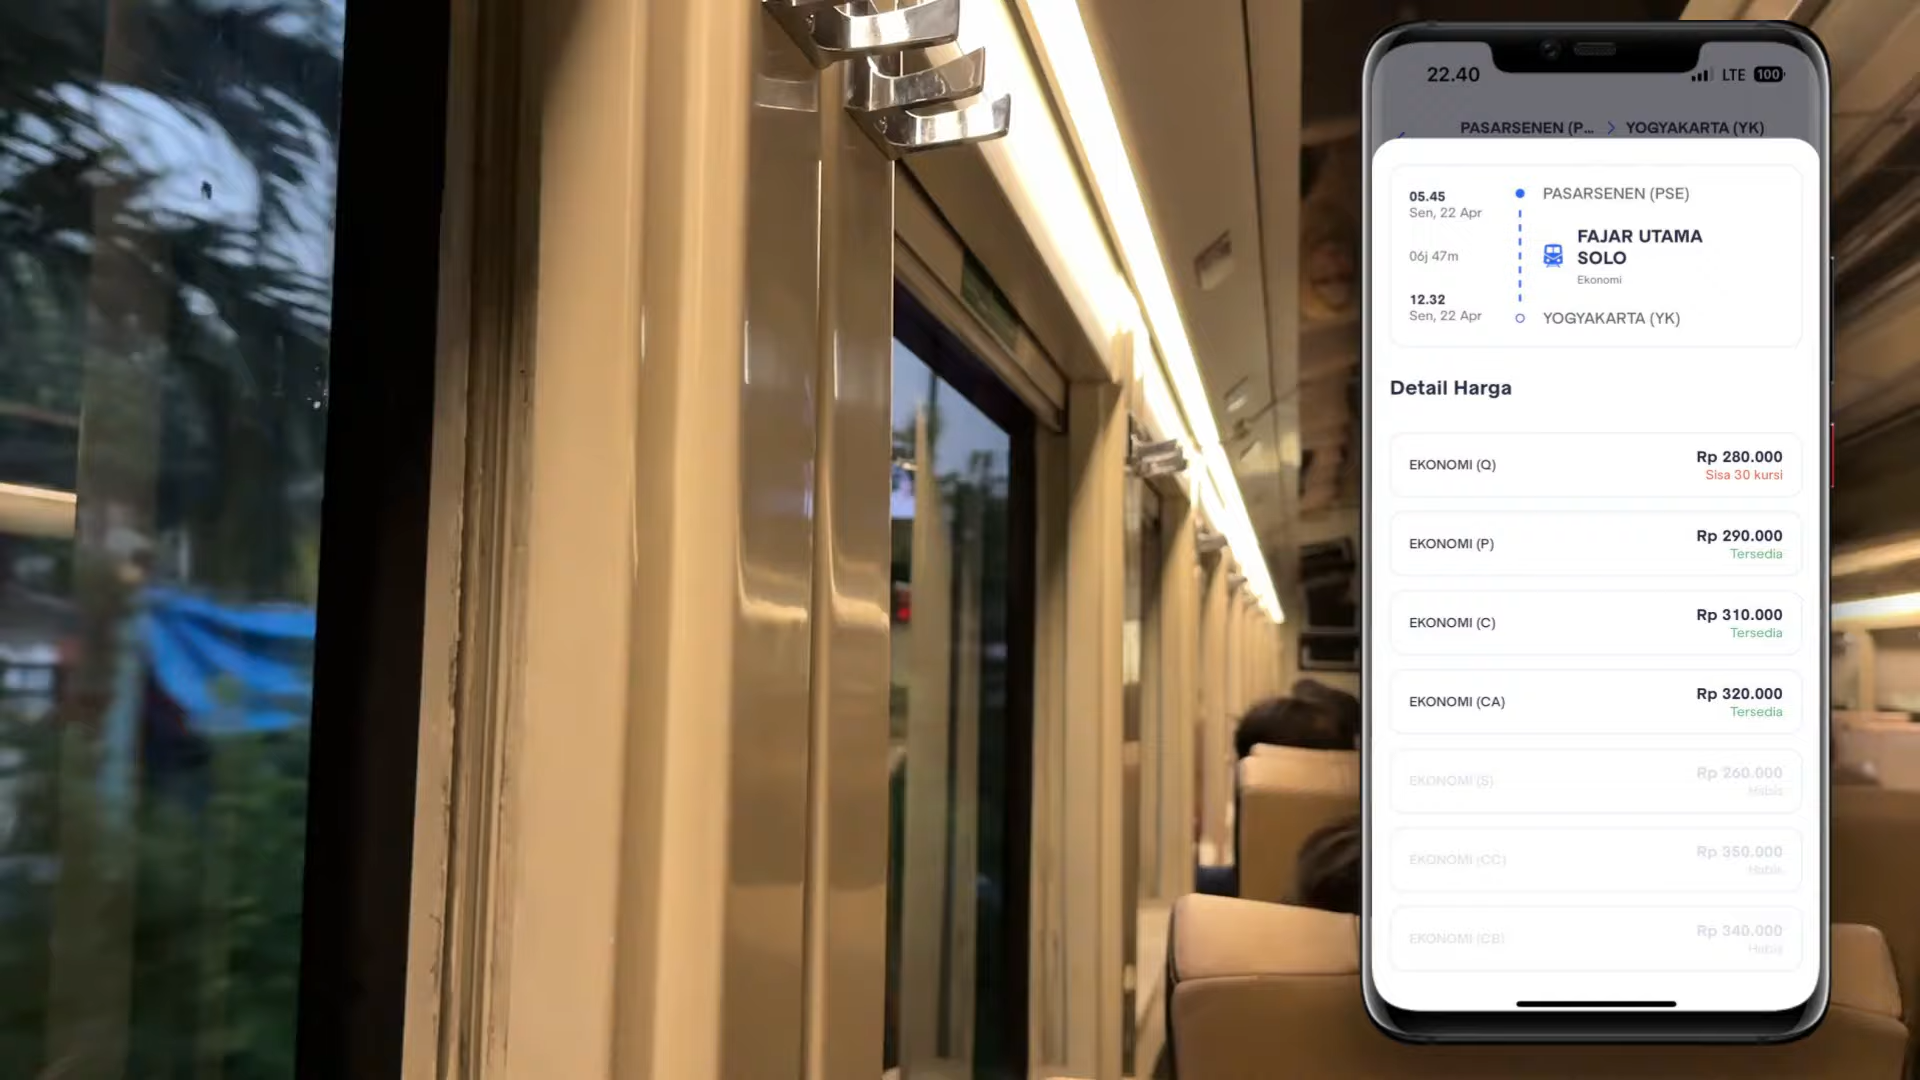 22.40
LTE 100
PASARSENEN (P... > YOGYAKARTA (YK)
05.45
Sen, 22 Apr
PASARSENEN (PSE)
06j 47m
FAJAR UTAMA
SOLO
Ekonomi
12.32
Sen, 22 Apr
YOGYAKARTA (YK)
Detail Harga
EKONOMI (Q)
Rp 280.000
Sisa 30 kursi
EKONOMI (P)
Rp 290.000
Tersedia
EKONOMI (C)
Rp 310.000
Tersedia
EKONOMI (CA)
Rp 320.000
Tersedia
EKONOMI (S)
Rp 260.000
Habis
EKONOMI (CC)
Rp 350.000
Habis
EKONOMI (CB)
Rp 340.000
Habis